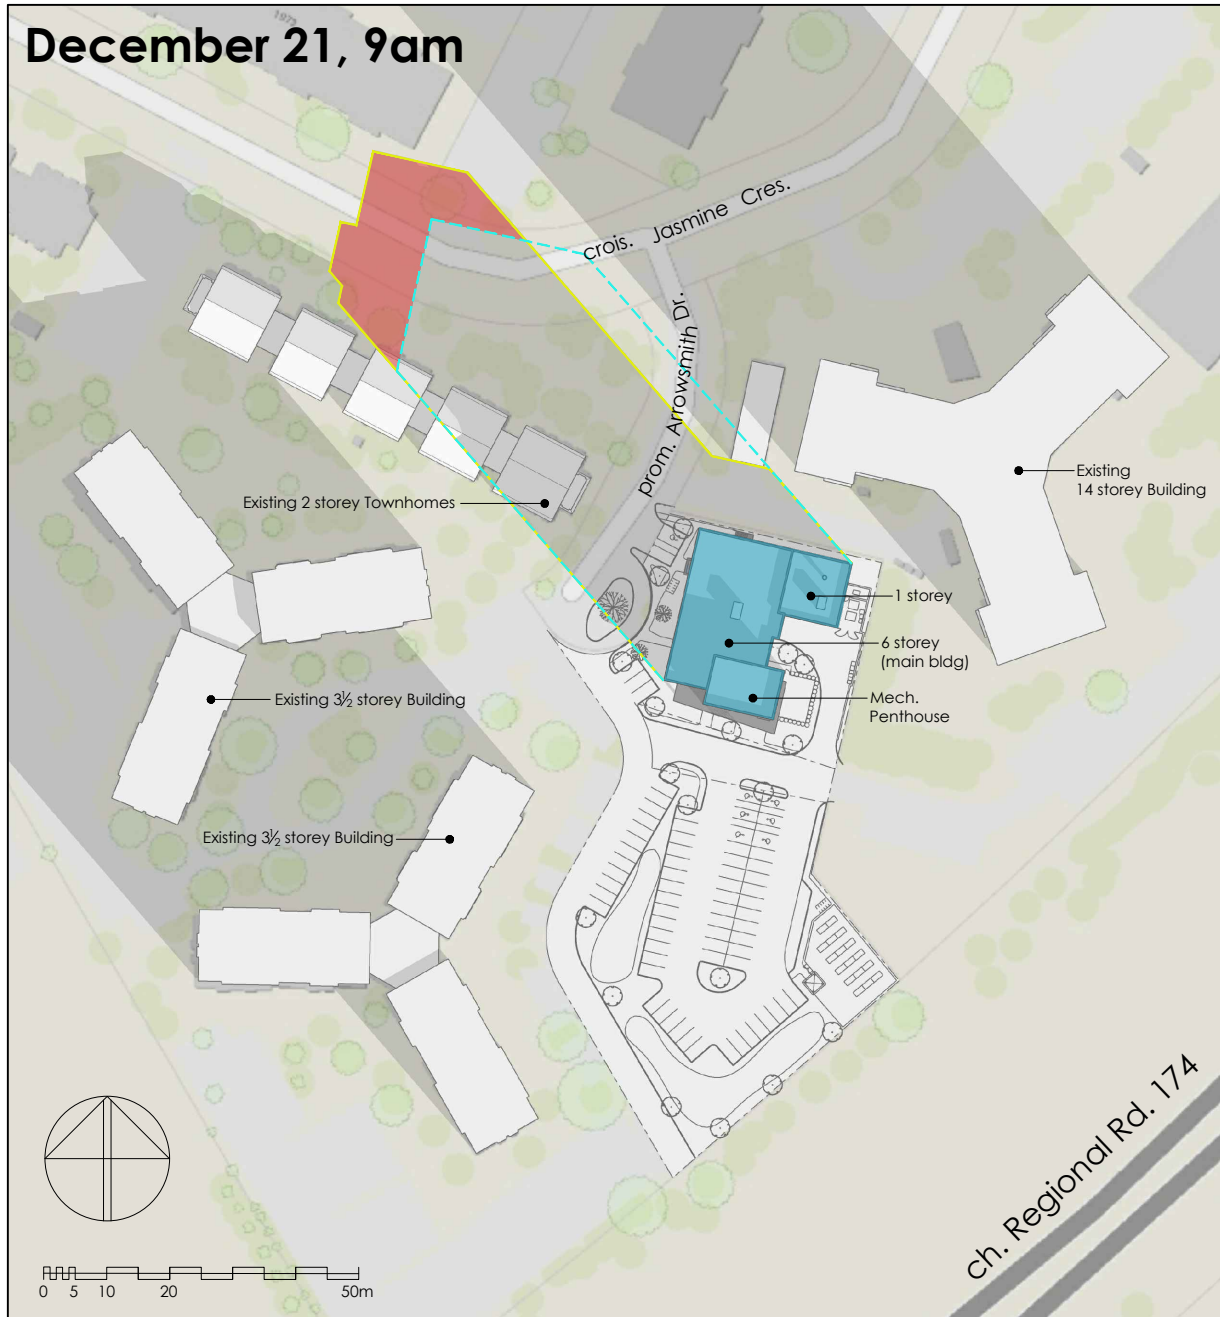 1975
December 21, 9am
crois. Jasmine Cres.
prom. Arrowsmith Dr.
Existing
14 storey Building
Existing 2 storey Townhomes
1 storey
6 storey
(main bldg)
Existing 3½ storey Building
Mech.
Penthouse
Existing 3½ storey Building
ch. Regional Rd. 174
0 5 10 20 50m